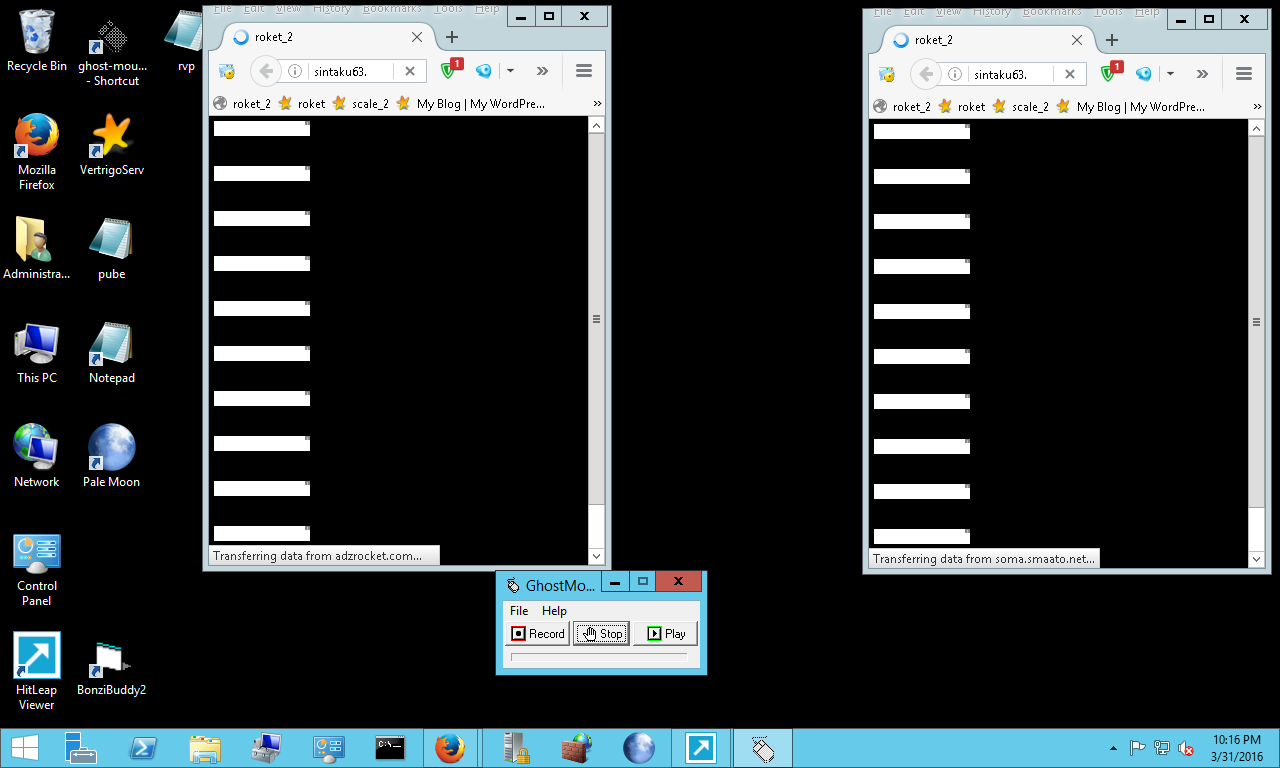 Recycle Bin
ghost-mou...
- Shortcut
rvp
Mozilla
Firefox
VertrigoServ
Administra...
pube
This PC
Notepad
Network
Pale Moon
Control
Panel
HitLeap
Viewer
BonziBuddy2
File Edit View History Bookmarks Tools Help
roket_2
sintaku63.
1
roket_2 roket scale_2 My Blog | My WordPre...
Transferring data from adzrocket.com...
File Edit View History Bookmarks Tools Help
roket_2
sintaku63.
1
roket_2 roket scale_2 My Blog | My WordPre...
Transferring data from soma.smaato.net...
GhostMo...
File Help
Record Stop Play
10:16 PM
3/31/2016